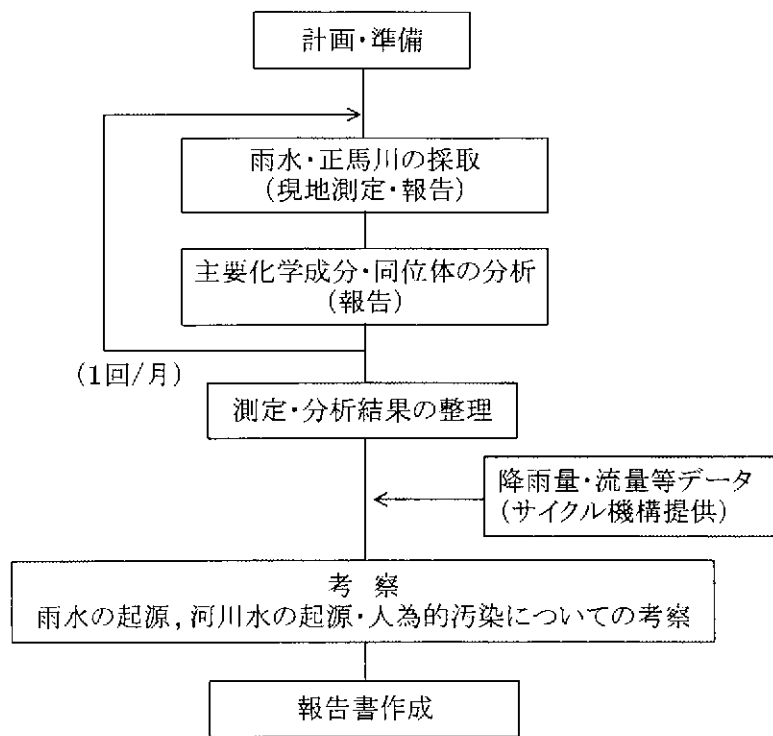 計画・準備
雨水・正馬川の採取
(現地測定・報告)
主要化学成分・同位体の分析
(報告)
(1回/月)
測定・分析結果の整理
降雨量・流量等データ
(サイクル機構提供)
考 察
雨水の起源,河川水の起源・人為的汚染についての考察
報告書作成